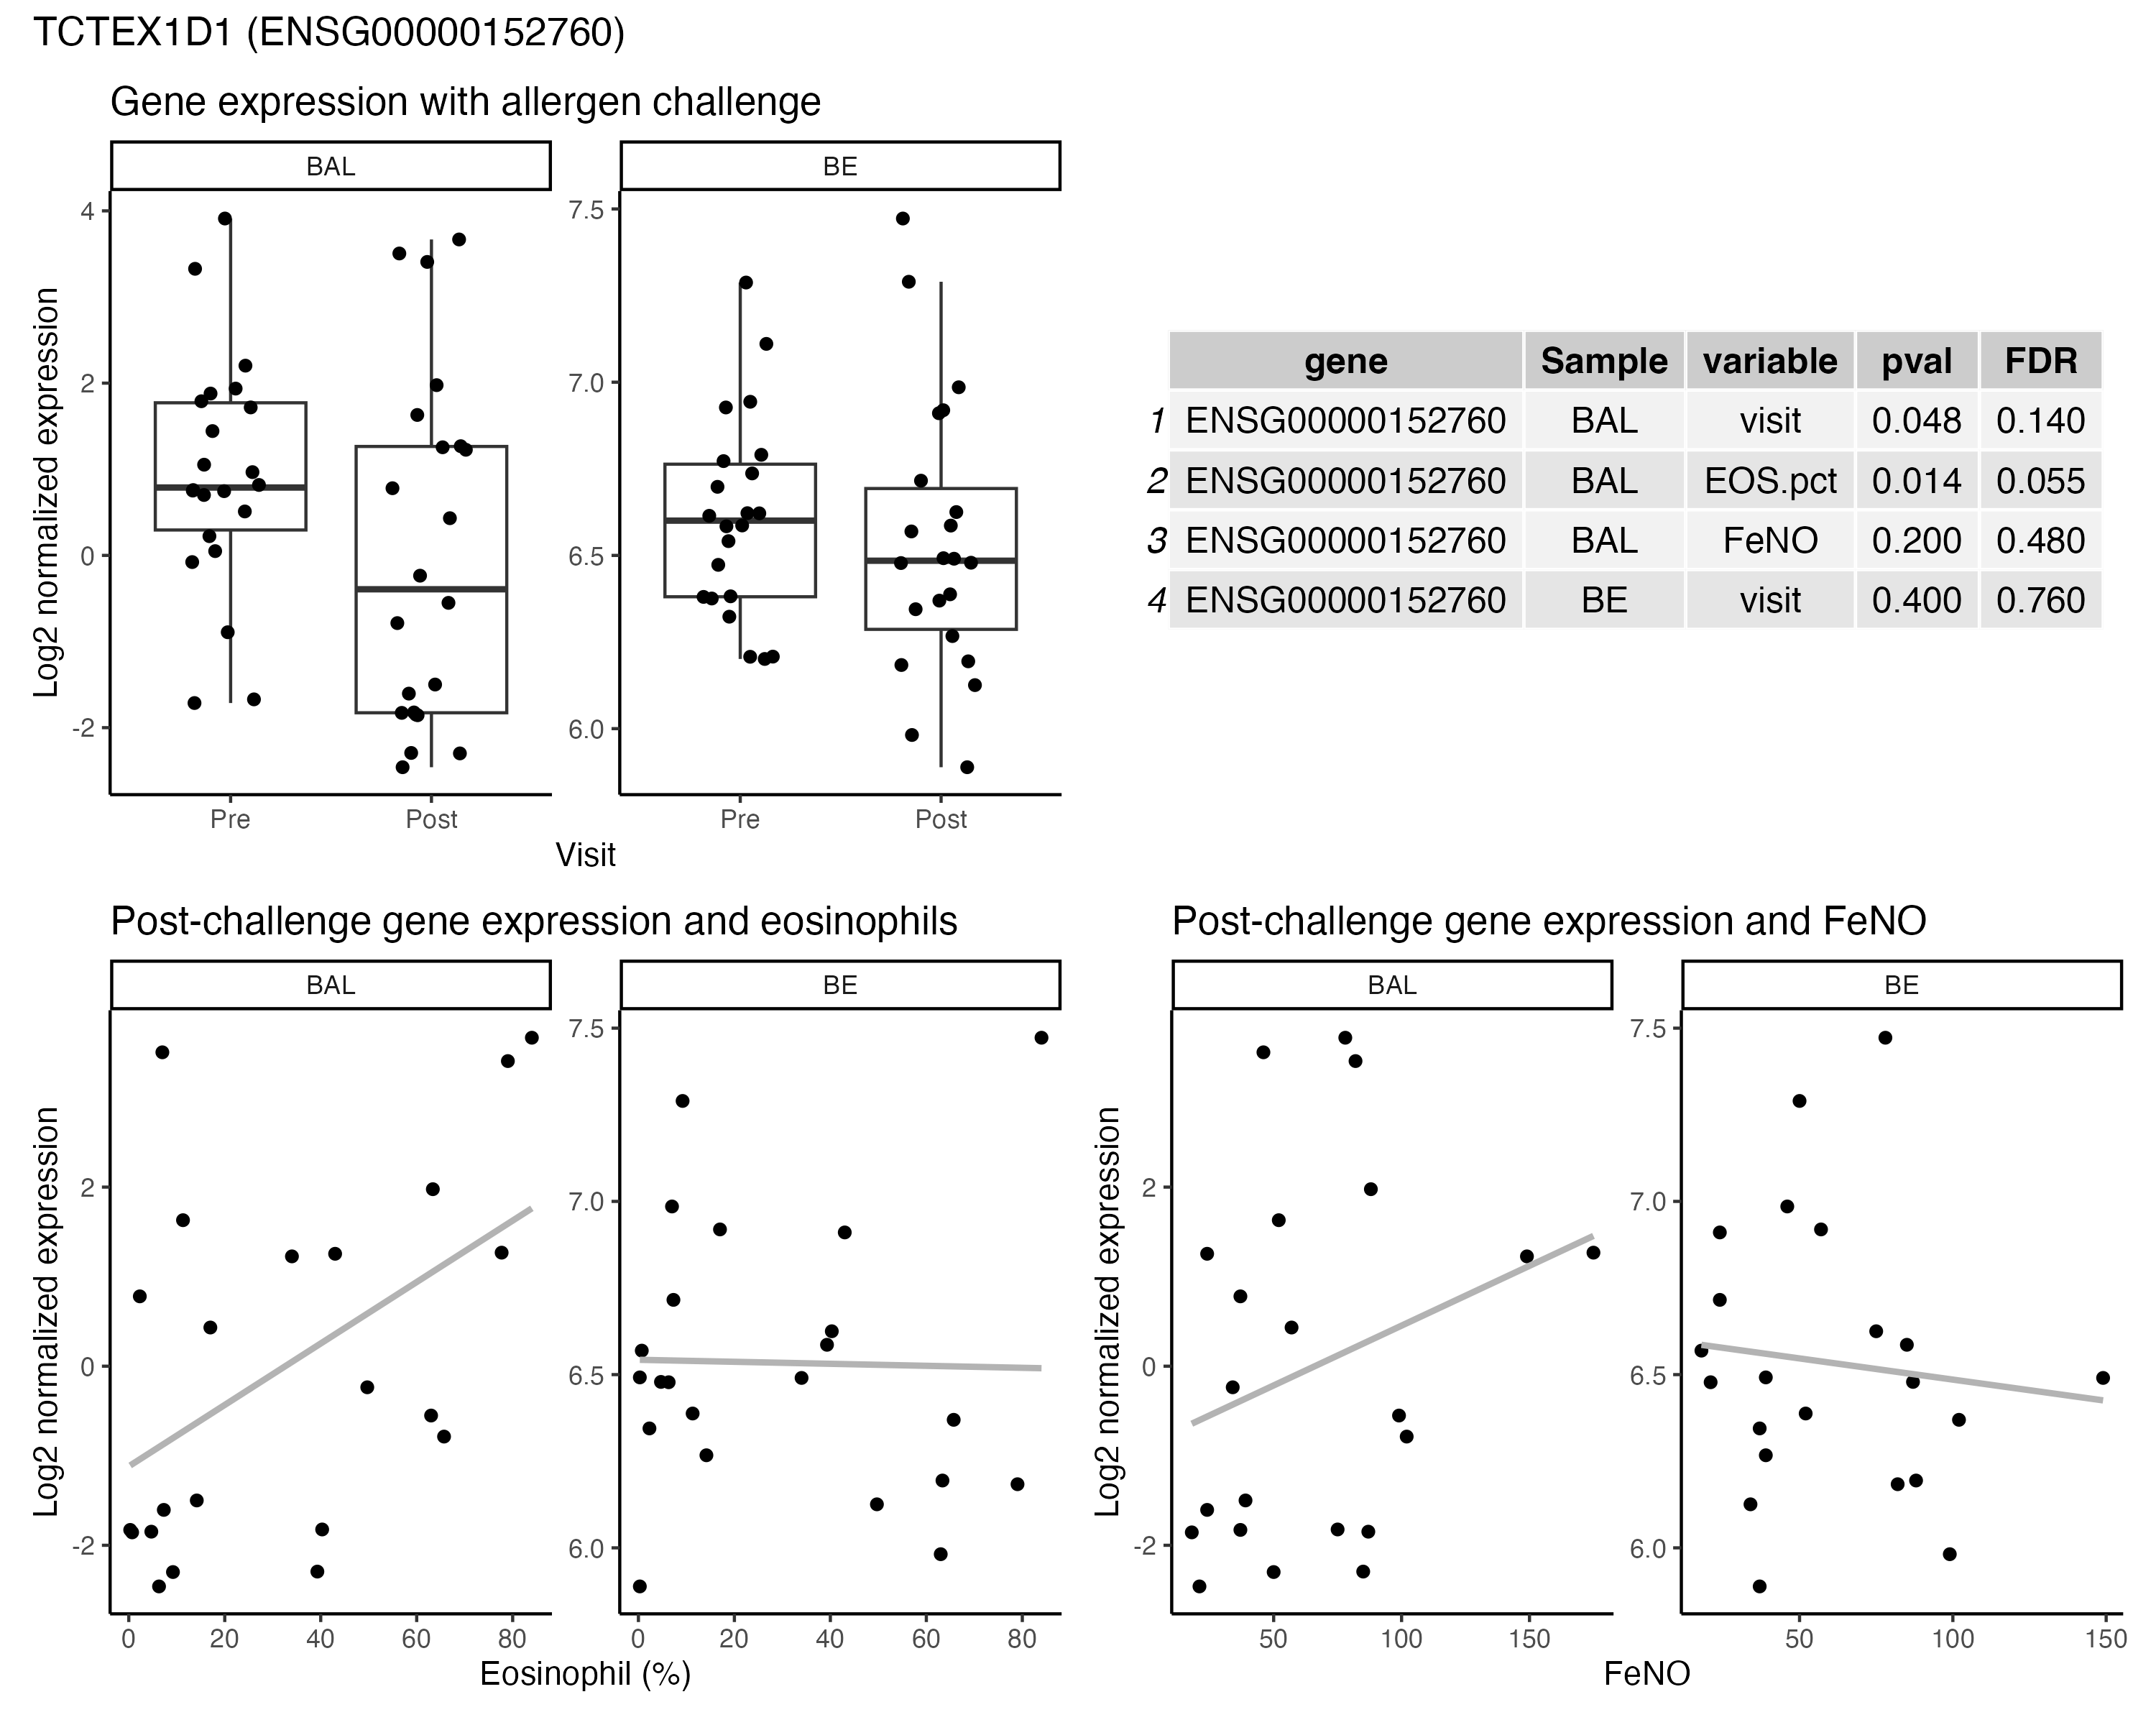 TCTEX1D1 (ENSG00000152760)
Gene expression with allergen challenge
BAL
BE
Log2 normalized expression
4
2
0
-2
7.5
7.0
6.5
6.0
Pre
Post
Pre
Post
Visit
gene Sample variable pval FDR
1 ENSG00000152760 BAL visit 0.048 0.140
2 ENSG00000152760 BAL EOS.pct 0.014 0.055
3 ENSG00000152760 BAL FeNO 0.200 0.480
4 ENSG00000152760 BE visit 0.400 0.760
Post-challenge gene expression and eosinophils
BAL
BE
Log2 normalized expression
2
0
-2
7.5
7.0
6.5
6.0
0 20 40 60 80
0 20 40 60 80
Eosinophil (%)
Post-challenge gene expression and FeNO
BAL
BE
Log2 normalized expression
2
0
-2
7.5
7.0
6.5
6.0
50 100 150
50 100 150
FeNO